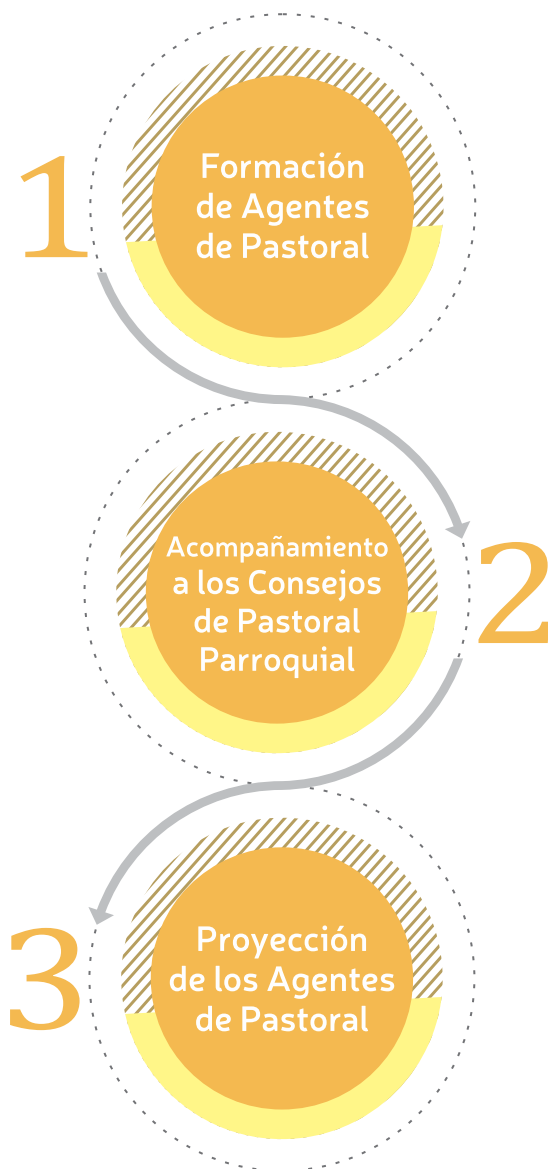 1
Formación
de Agentes
de Pastoral
2
Acompañamiento
a los Consejos
de Pastoral
Parroquial
3
Proyección
de los Agentes
de Pastoral